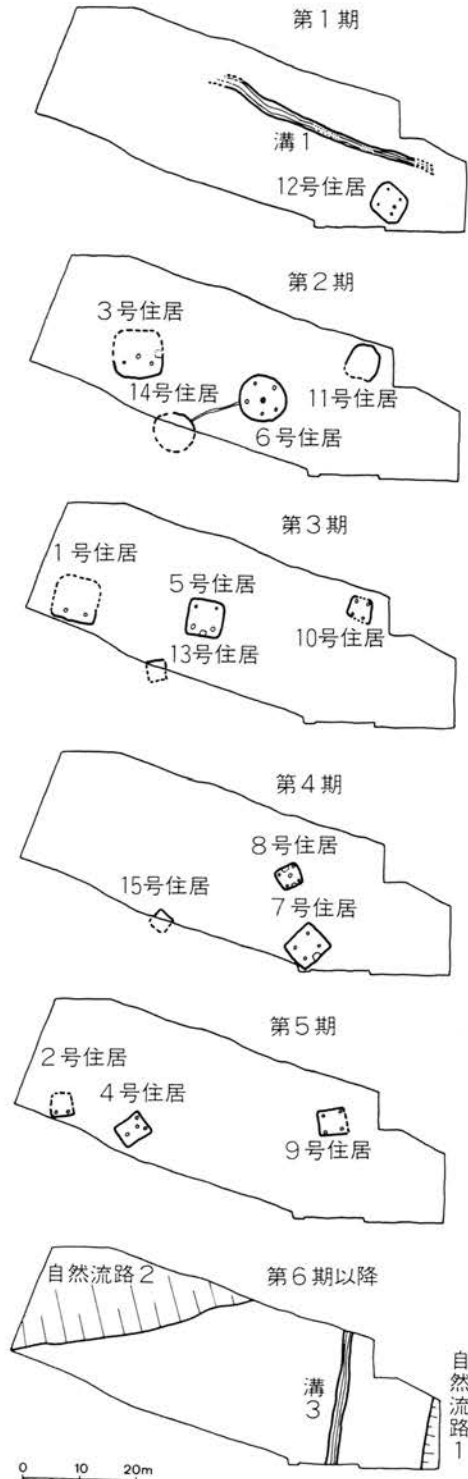 第1期
溝1
12号住居
第2期
3号住居
14号住居
11号住居
6号住居
第3期
1号住居
5号住居
13号住居
10号住居
第4期
8号住居
15号住居
7号住居
第5期
2号住居
4号住居
9号住居
自然流路2
第6期以降
溝3
自然流路1
0 10 20m